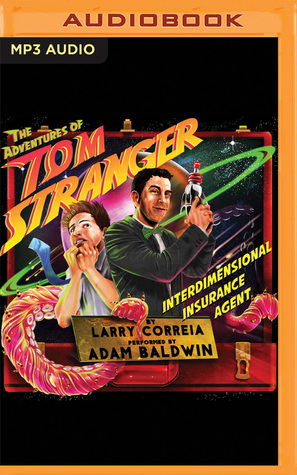 AUDIOBOOK
MP3 AUDIO
THE
ADVENTURES OF
TOM
STRANGER
INTERDIMENSIONAL
INSURANCE
AGENT
BY
LARRY CORREIA
PERFORMED BY
ADAM BALDWIN